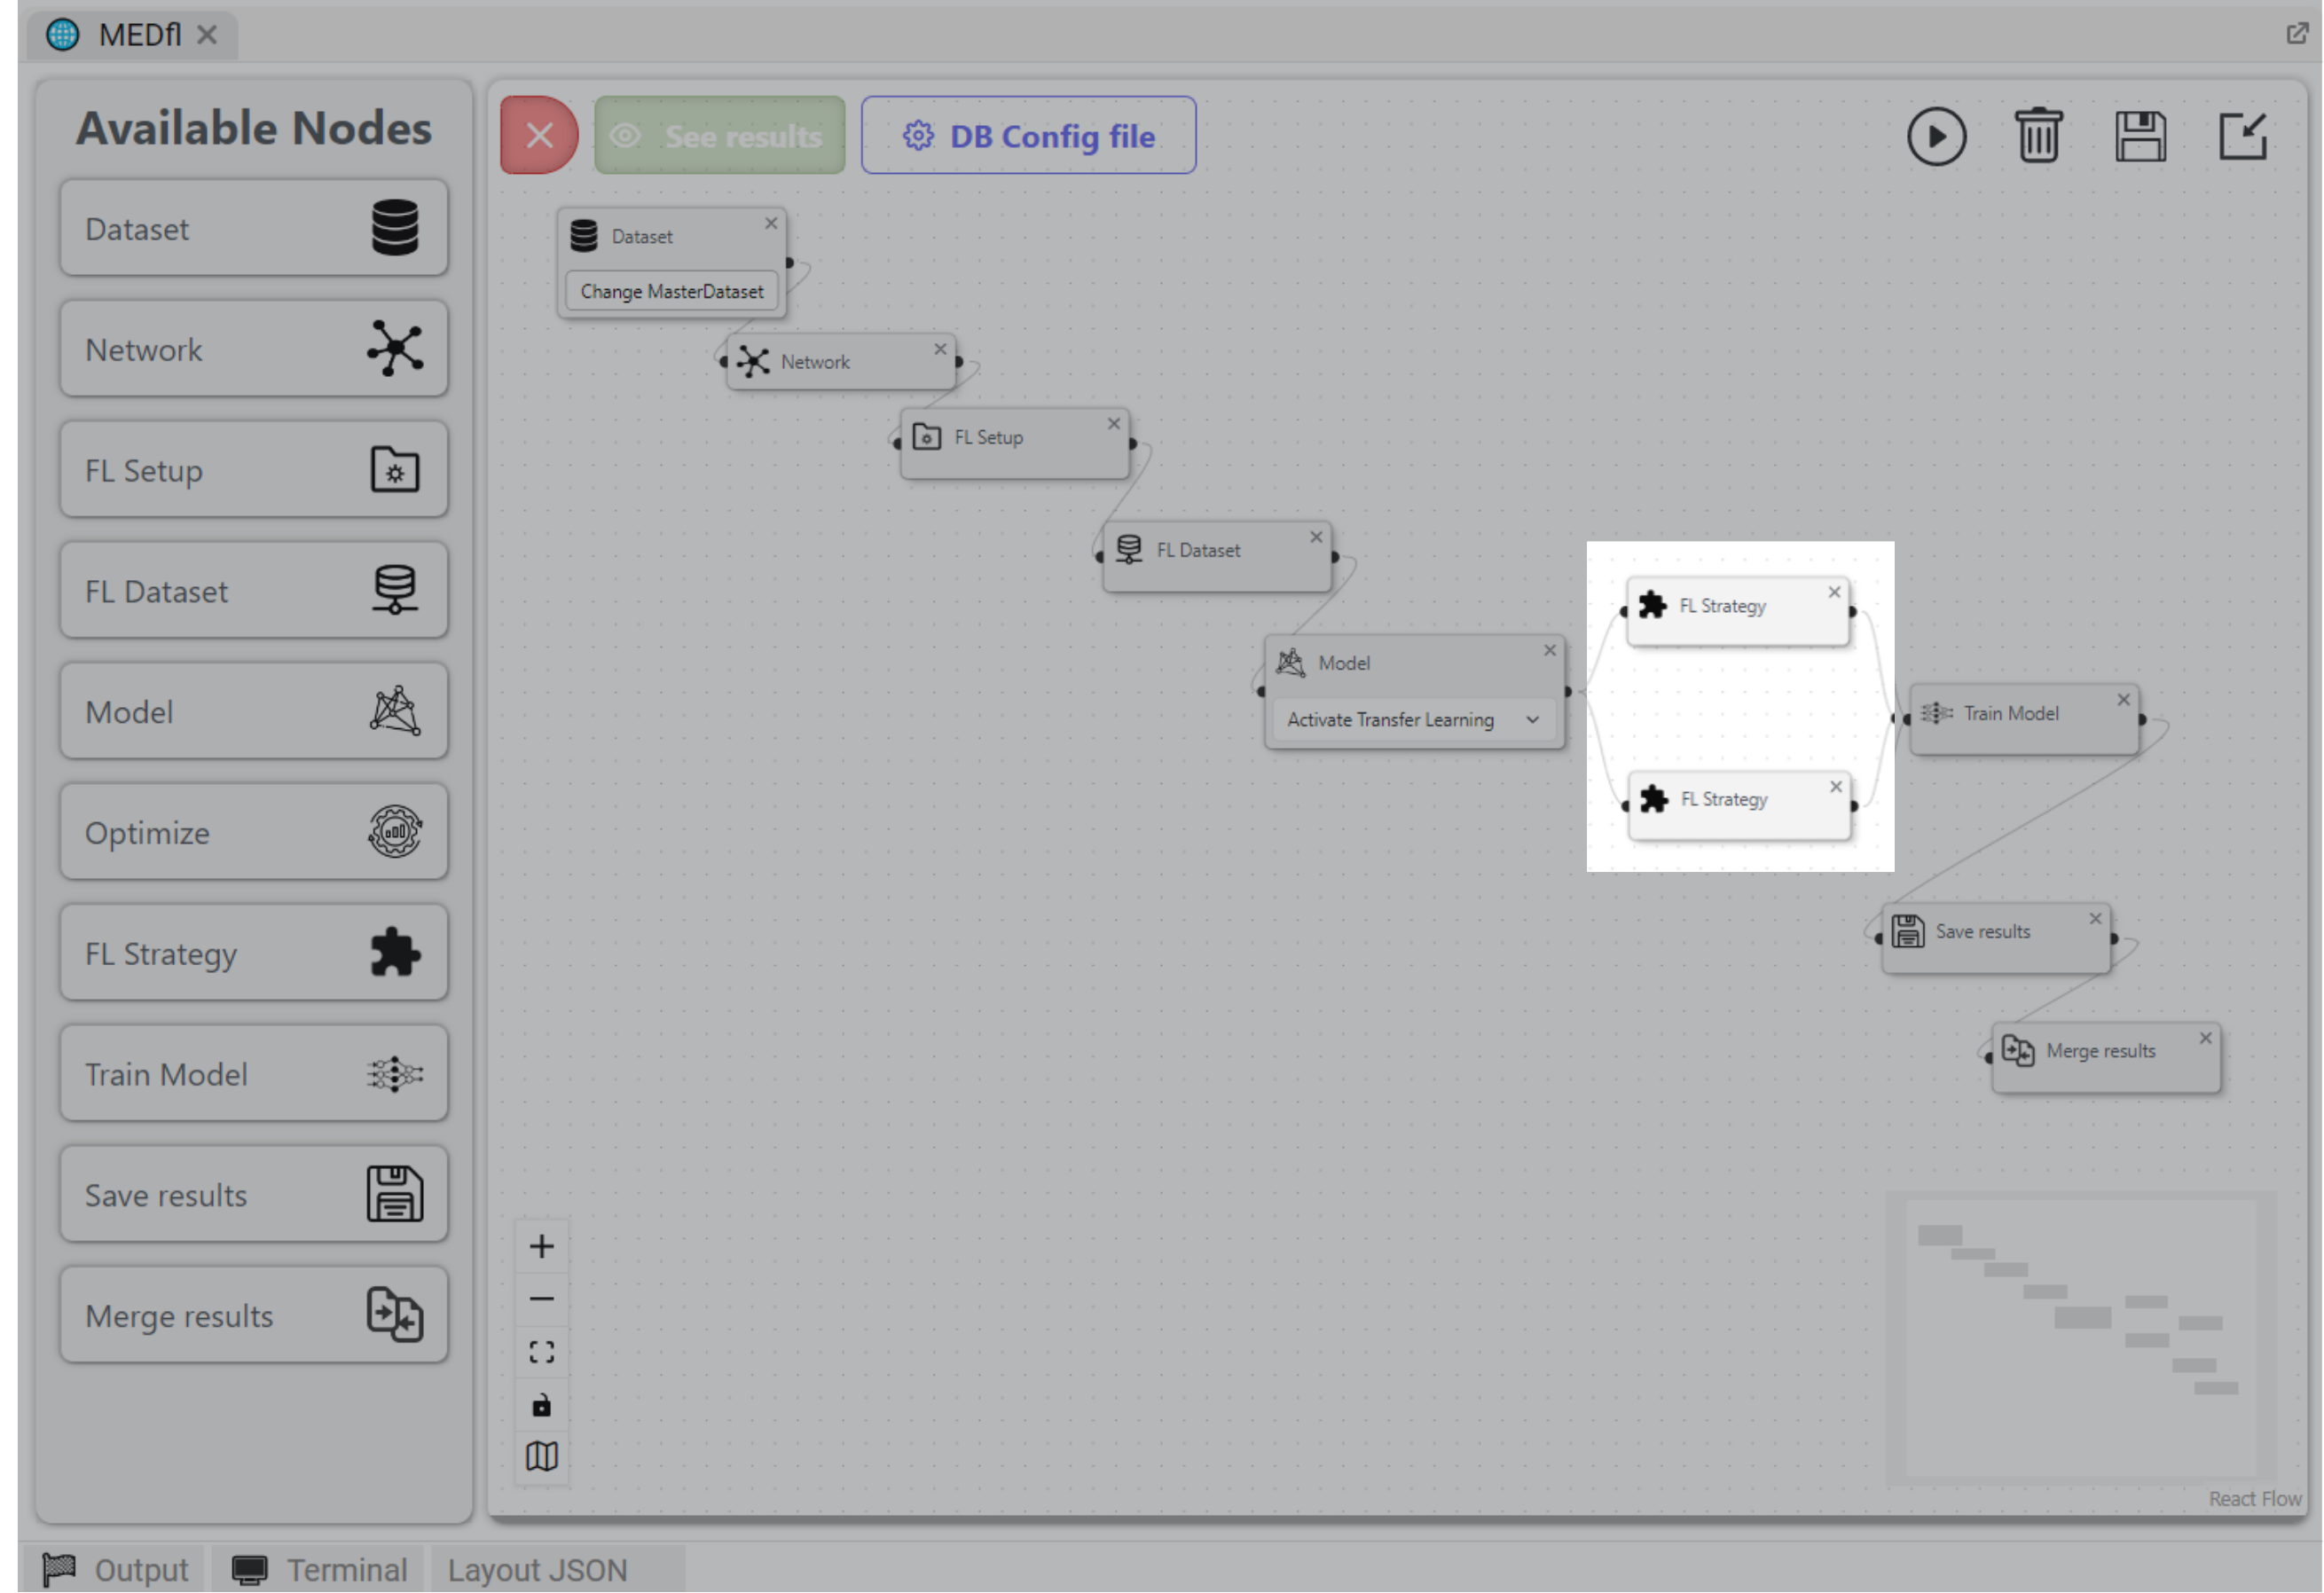 MEDfl
Available Nodes
Dataset
Network
FL Setup
FL Dataset
Model
Optimize
FL Strategy
Train Model
Save results
Merge results
See results
DB Config file
Dataset
Change MasterDataset
Network
FL Setup
FL Dataset
Model
Activate Transfer Learning
FL Strategy
FL Strategy
Train Model
Save results
Merge results
React Flow
Output
Terminal
Layout JSON